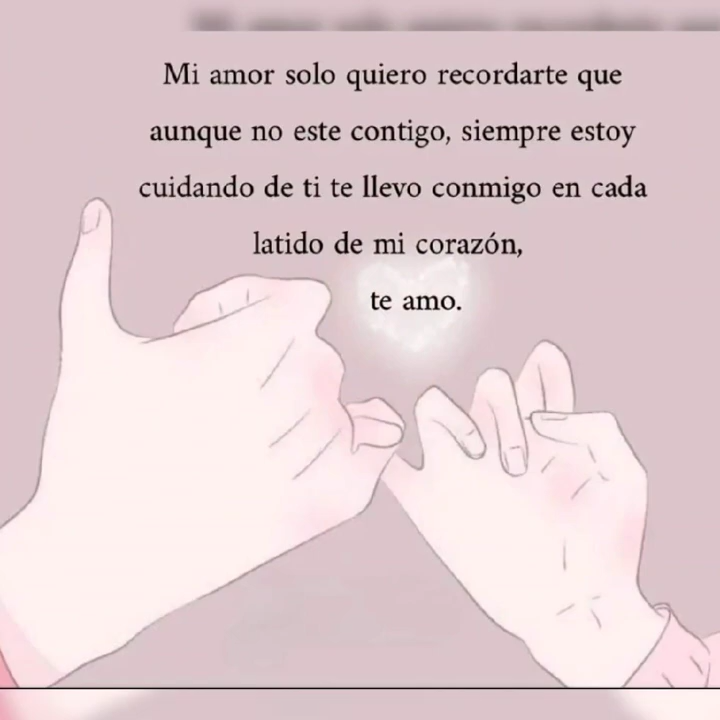 Mi amor solo quiero recordarte que
aunque no este contigo, siempre estoy
cuidando de ti te llevo conmigo en cada
latido de mi corazón,
te amo.